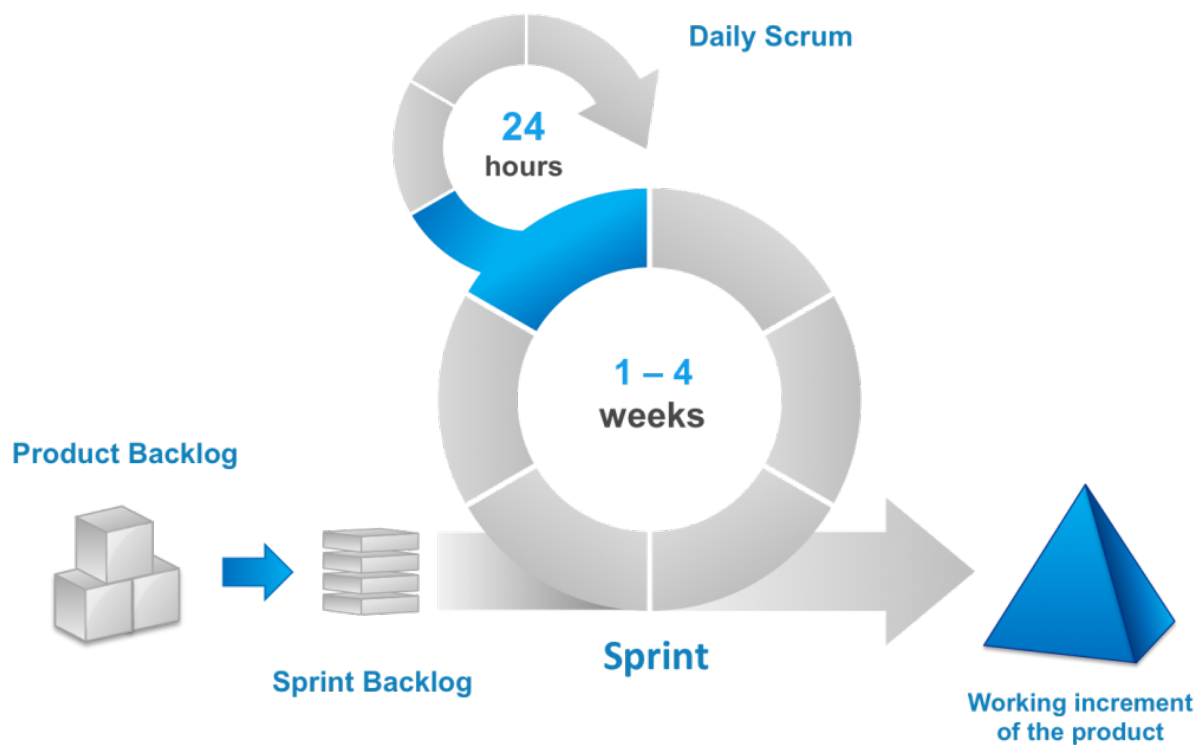 Daily Scrum
24
hours
1 – 4
weeks
Product Backlog
Sprint
Sprint Backlog
Working increment
of the product